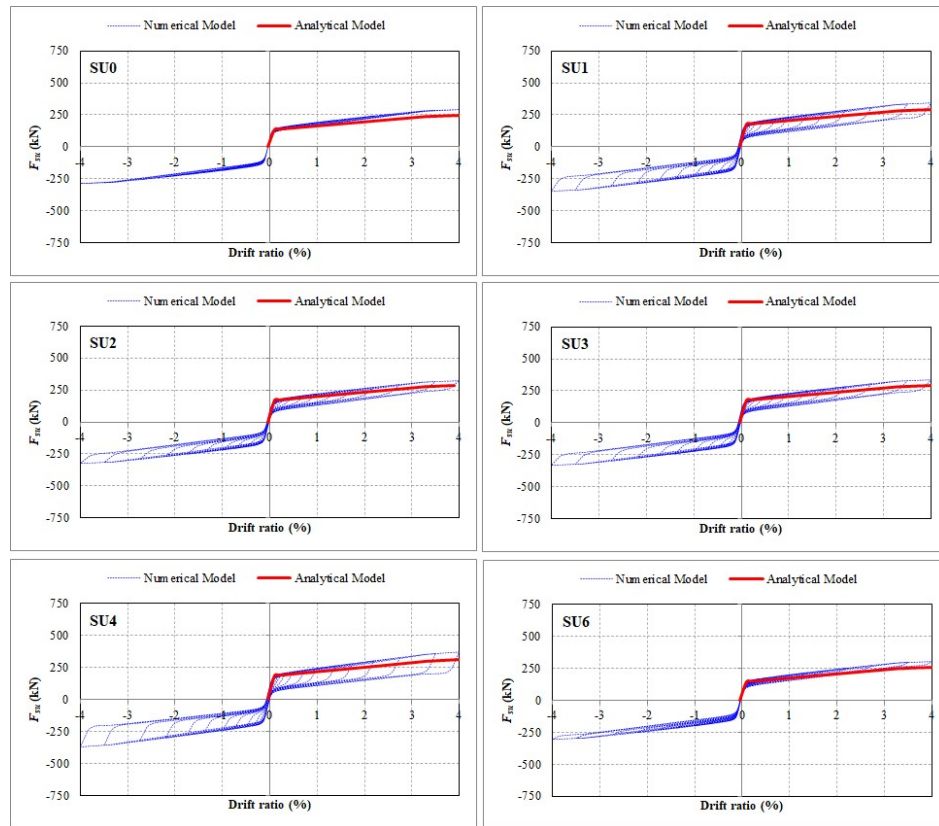 Numerical Model Analytical Model
SU0
F_SU (kN)
750
500
250
0
-250
-500
-750
-4 -3 -2 -1 0 1 2 3 4
Drift ratio (%)
Numerical Model Analytical Model
SU1
F_SU (kN)
750
500
250
0
-250
-500
-750
-4 -3 -2 -1 0 1 2 3 4
Drift ratio (%)
Numerical Model Analytical Model
SU2
F_SU (kN)
750
500
250
0
-250
-500
-750
-4 -3 -2 -1 0 1 2 3 4
Drift ratio (%)
Numerical Model Analytical Model
SU3
F_SU (kN)
750
500
250
0
-250
-500
-750
-4 -3 -2 -1 0 1 2 3 4
Drift ratio (%)
Numerical Model Analytical Model
SU4
F_SU (kN)
750
500
250
0
-250
-500
-750
-4 -3 -2 -1 0 1 2 3 4
Drift ratio (%)
Numerical Model Analytical Model
SU6
F_SU (kN)
750
500
250
0
-250
-500
-750
-4 -3 -2 -1 0 1 2 3 4
Drift ratio (%)